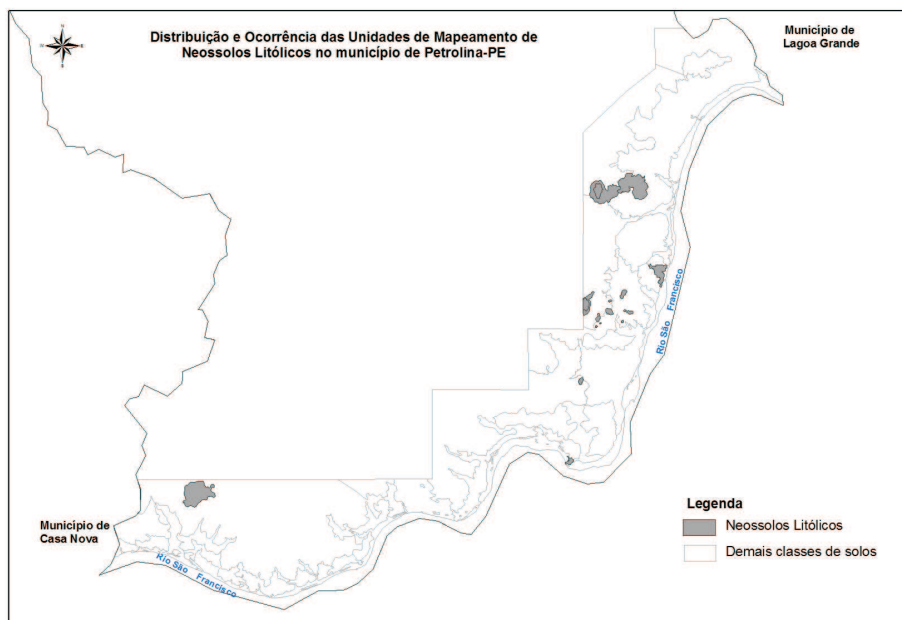 Distribuição e Ocorrência das Unidades de Mapeamento de
Neossolos Litólicos no município de Petrolina-PE
Município de
Lagoa Grande
Rio São Francisco
Município de
Casa Nova
Rio São Francisco
Legenda
Neossolos Litólicos
Demais classes de solos